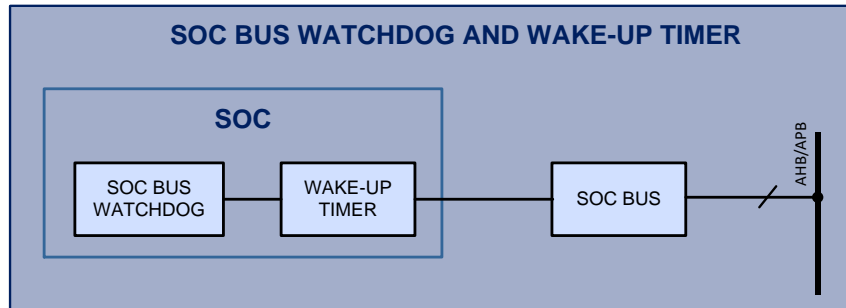 SOC BUS WATCHDOG AND WAKE-UP TIMER
SOC
SOC BUS
WATCHDOG
WAKE-UP
TIMER
SOC BUS
AHB/APB